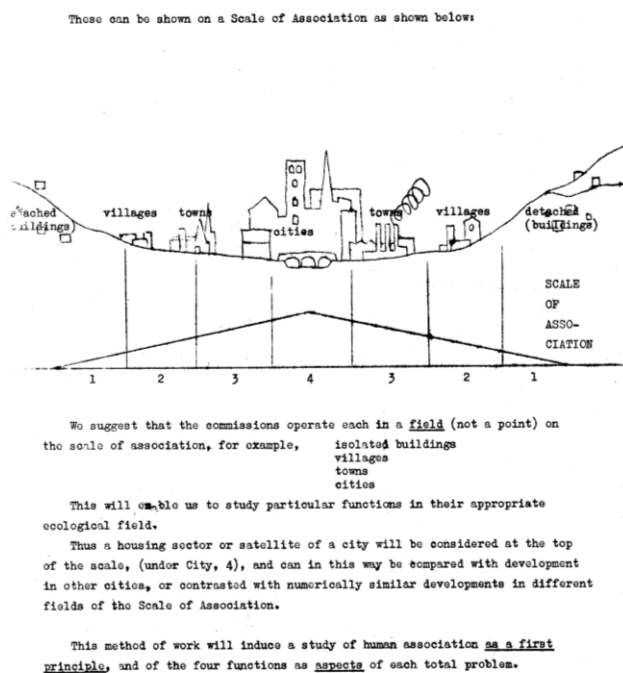 These can be shown on a Scale of Association as shown below:
villages towns cities towns villages detached
(buildings)
SCALE
OF
ASSO-
CIATION
1 2 3 4 3 2 1
We suggest that the commissions operate each in a field (not a point) on
the scale of association, for example, isolated buildings
villages
towns
cities
This will enable us to study particular functions in their appropriate
ecological field.
Thus a housing sector or satellite of a city will be considered at the top
of the scale, (under City, 4), and can in this way be compared with development
in other cities, or contrasted with numerically similar developments in different
fields of the Scale of Association.
This method of work will induce a study of human association as a first
principle, and of the four functions as aspects of each total problem.